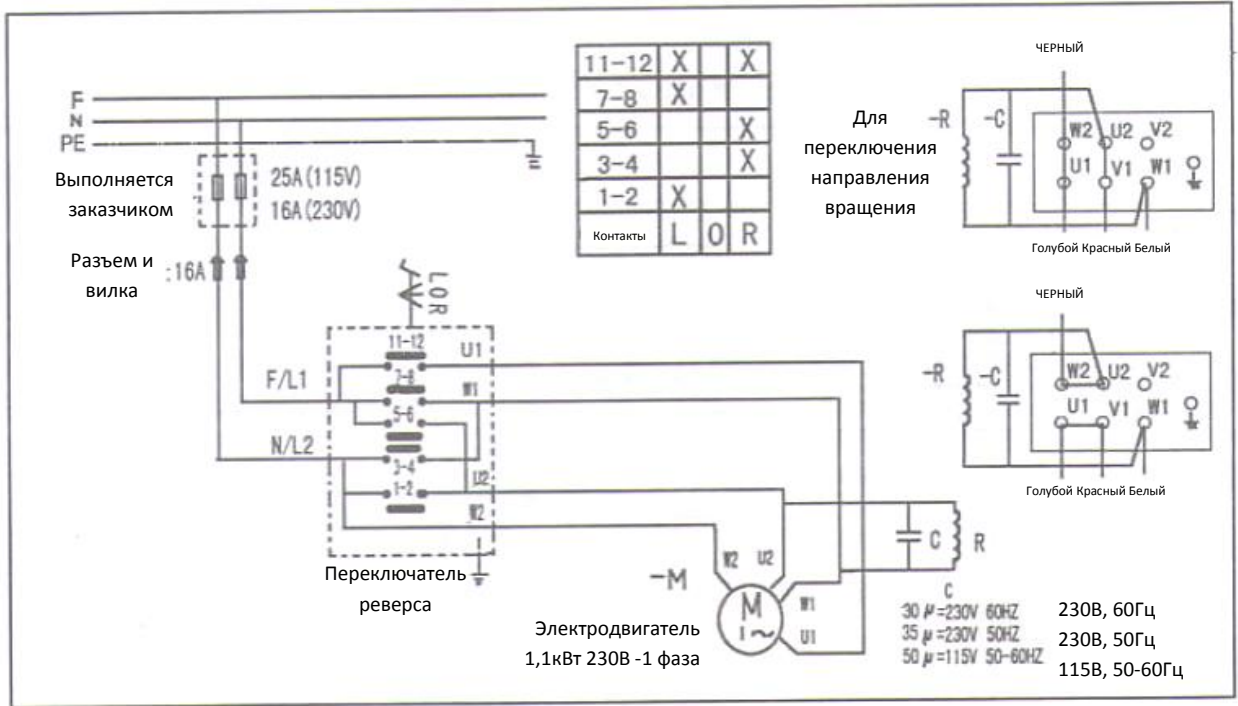 F
N
PE
Выполняется
заказчиком
25A(115V)
16A(230V)
Разъем и
вилка
:16A
11-12 X X
7-8 X
5-6 X
3-4 X
1-2 X
Контакты L O R
Для
переключения
направления
вращения
ЧЕРНЫЙ
-R
-C
W2 U2 V2
U1 V1 W1
Голубой Красный Белый
ЧЕРНЫЙ
-R
-C
W2 U2 V2
U1 V1 W1
Голубой Красный Белый
L O R
11-12
7-8
5-6
3-4
1-2
U1
W1
U2
W2
F/L1
N/L2
Переключатель
реверса
-M
W2 U2
M
1~
W1
U1
Электродвигатель
1,1кВт 230В -1 фаза
C
R
C
30 μ=230V 60HZ
35 μ=230V 50HZ
50 μ=115V 50-60HZ
230В, 60Гц
230В, 50Гц
115В, 50-60Гц